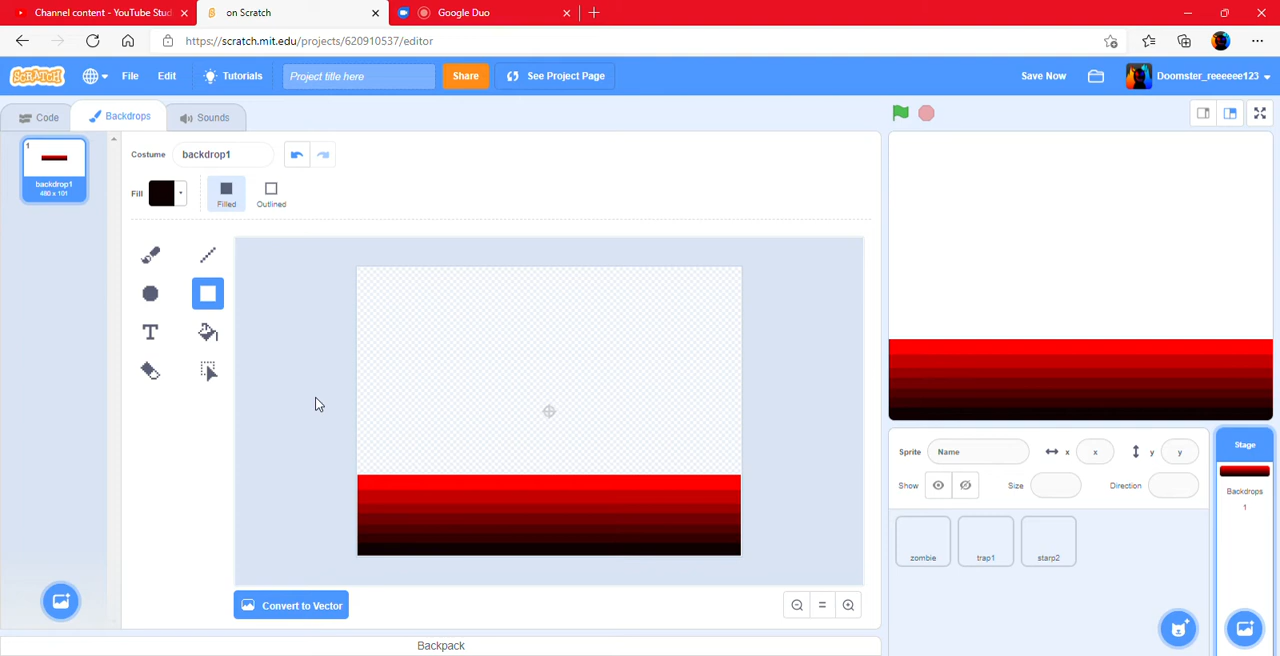 Channel content - YouTube Stud
on Scratch
Google Duo
https://scratch.mit.edu/projects/620910537/editor
SCRATCH
File
Edit
Tutorials
Project title here
Share
See Project Page
Save Now
Doomster_reeeeee123
Code
Backdrops
Sounds
1
backdrop1
480 x 101
Costume
backdrop1
Fill
Filled
Outlined
T
Convert to Vector
Backpack
Sprite
Name
x
x
y
y
Show
Size
Direction
zombie
trap1
starp2
Stage
Backdrops
1